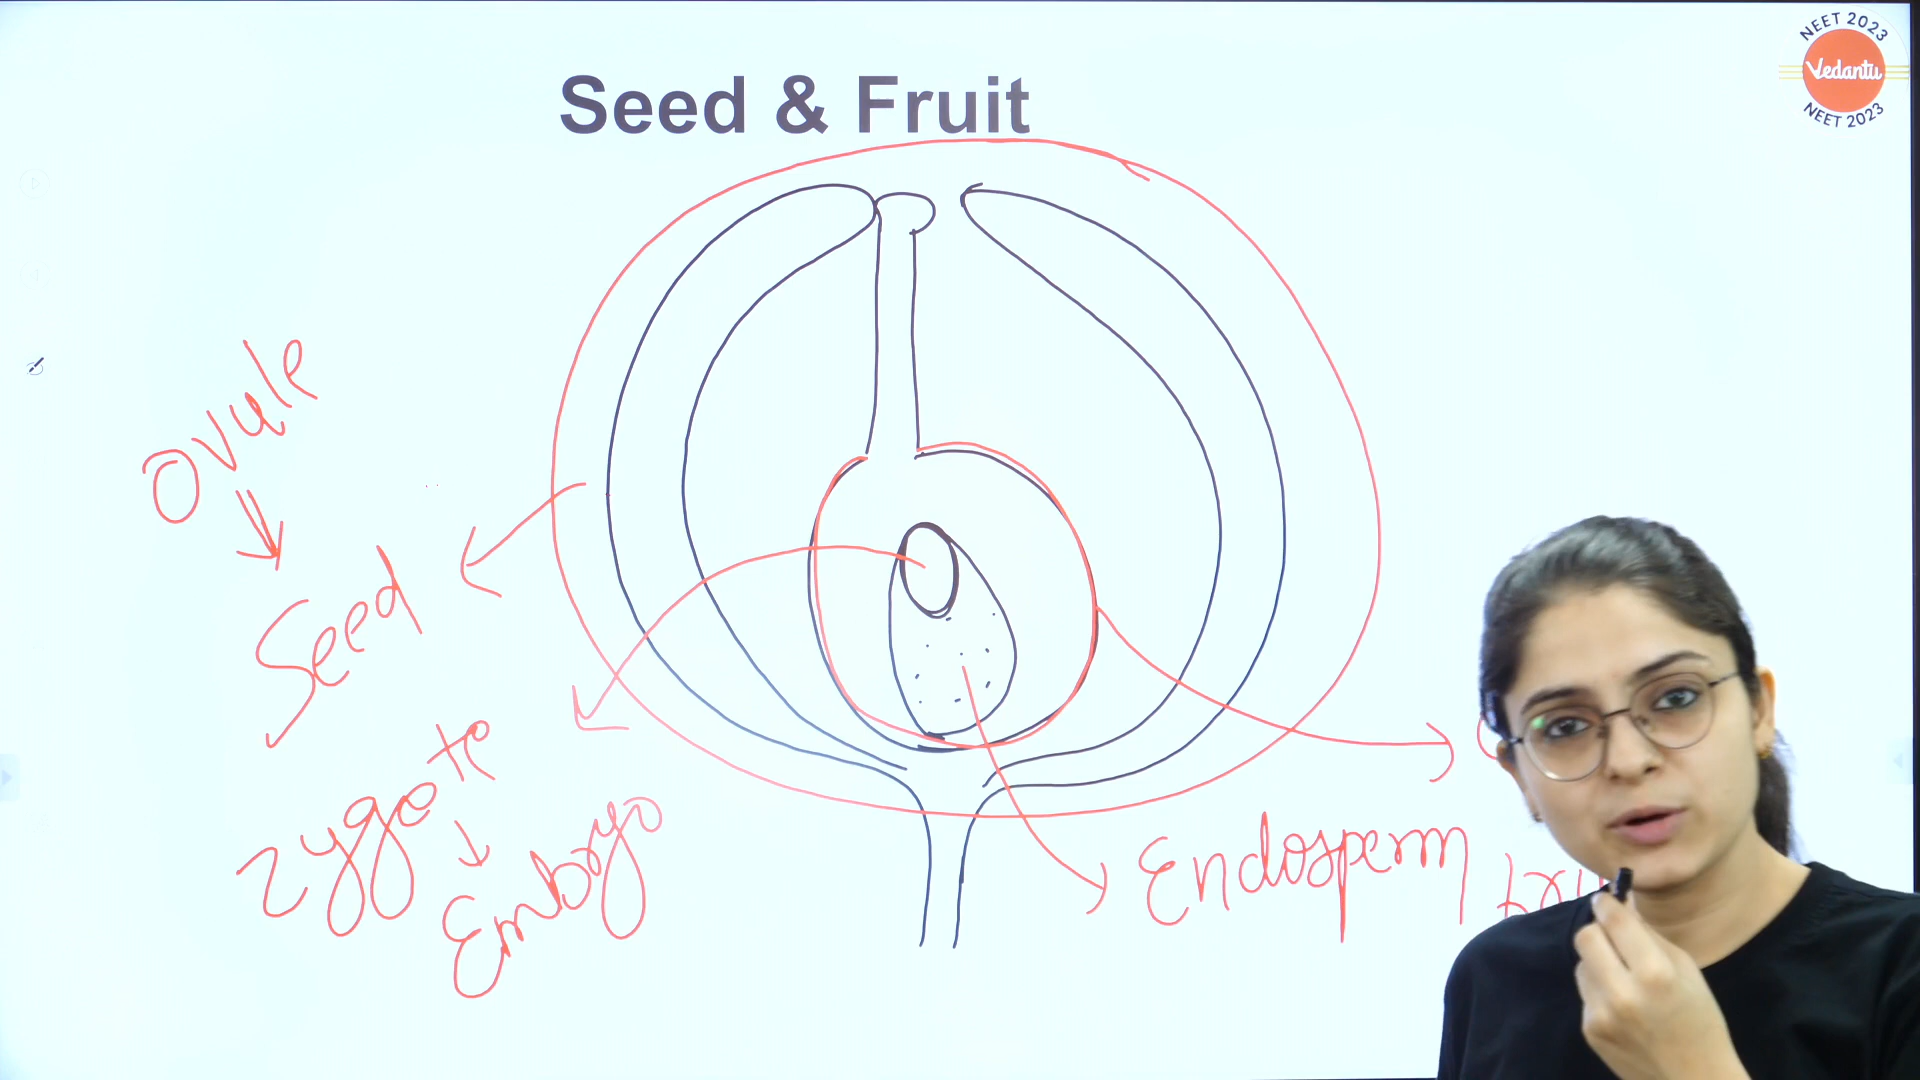 NEET 2023
Vedantu
NEET 2023
Seed & Fruit
Ovule
Seed
Zygote
Embryo
Endosperm